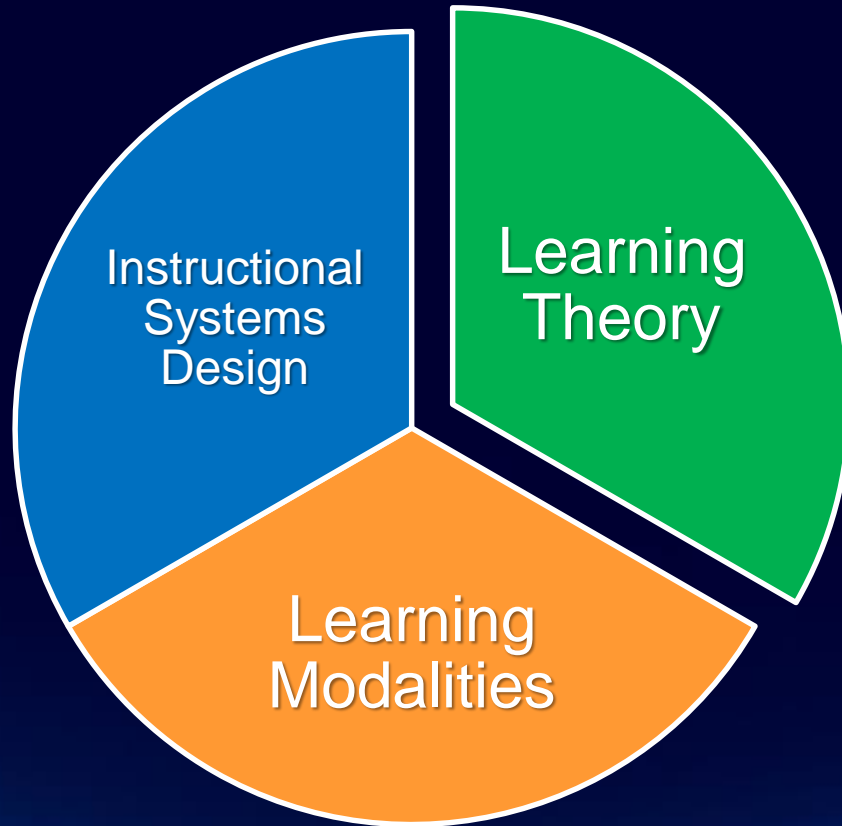 Instructional
Systems
Design
Learning
Theory
Learning
Modalities